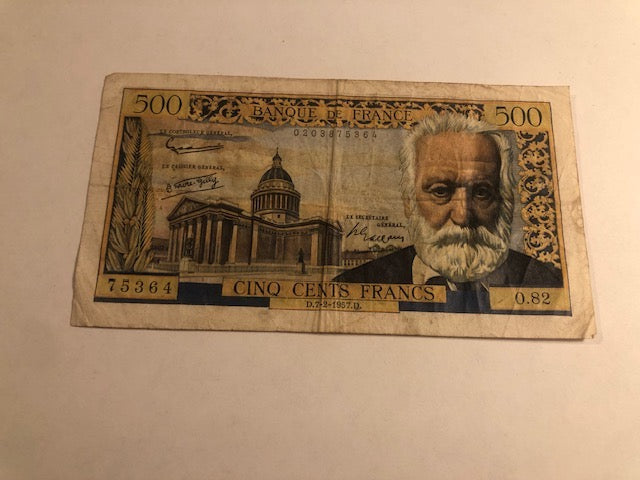 500
BANQUE DE FRANCE
500
0203875364
LE CONTRÔLEUR GÉNÉRAL,
LE CAISSIER GÉNÉRAL,
LE SECRÉTAIRE
GÉNÉRAL,
75364
CINQ CENTS FRANCS
O.82
D.7-2-1957.D.